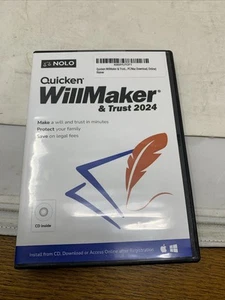 NOLO
Quicken
WillMaker®
& Trust 2024
Make a will and trust in minutes
Protect your family
Save on legal fees
CD Inside
Install from CD, Download or Access Online after Registration